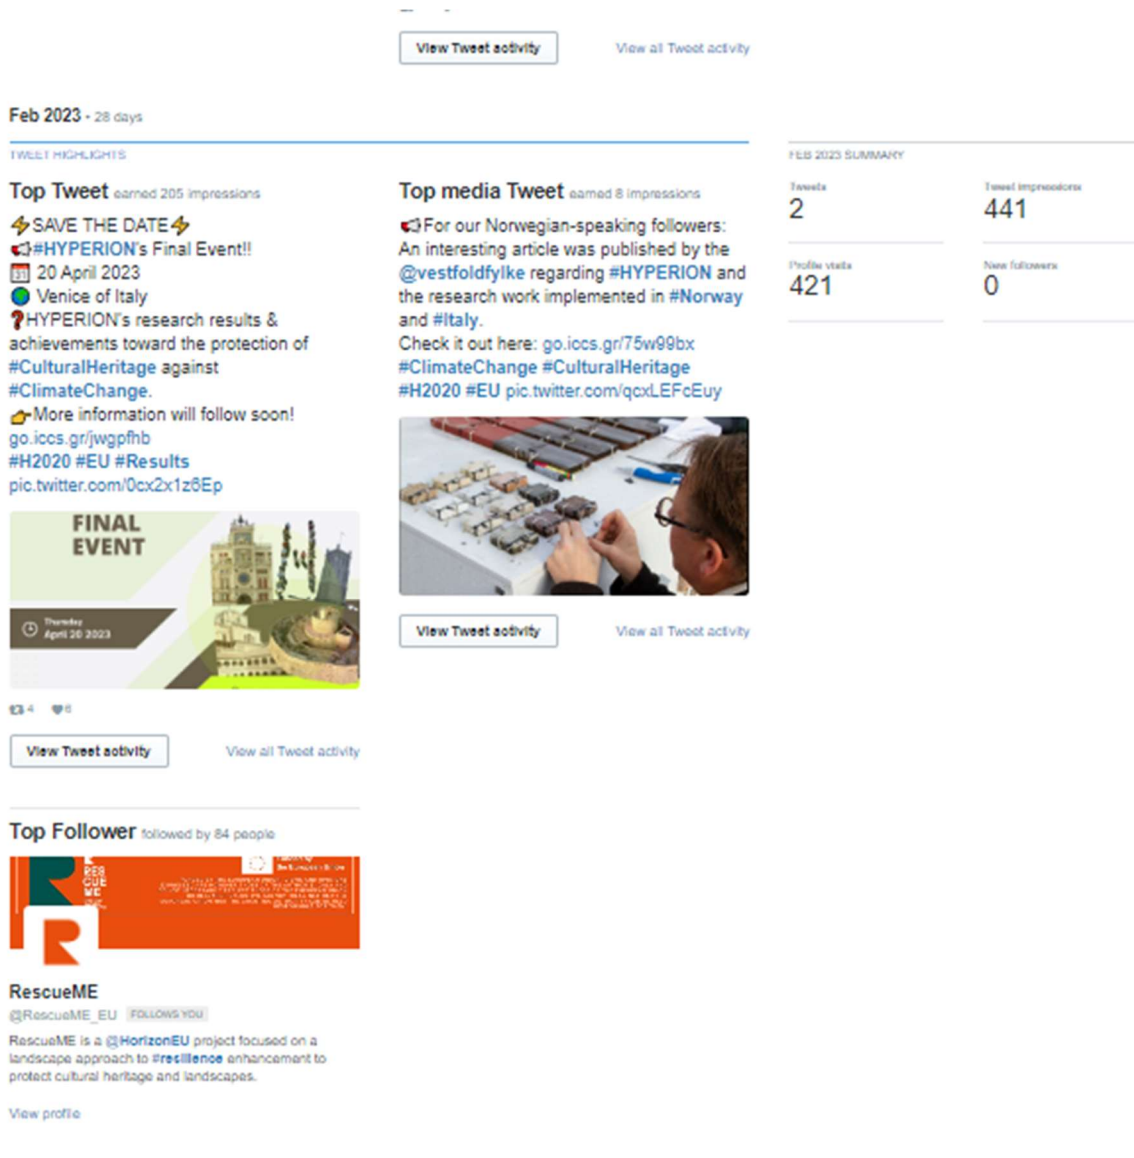 View Tweet activity
View all Tweet activity
Feb 2023 • 28 days
TWEET HIGHLIGHTS
Top Tweet earned 205 impressions
⚡SAVE THE DATE⚡
📢#HYPERION's Final Event!!
📅 20 April 2023
🌍 Venice of Italy
❓HYPERION's research results &
achievements toward the protection of
#CulturalHeritage against
#ClimateChange.
👉More information will follow soon!
go.iccs.gr/jwgpfhb
#H2020 #EU #Results
pic.twitter.com/0cx2x1z6Ep
FINAL
EVENT
Thursday
April 20 2023
4 6
View Tweet activity
View all Tweet activity
Top Follower followed by 84 people
RES
CUE
ME
RescueME
@RescueME_EU FOLLOWS YOU
RescueME is a @HorizonEU project focused on a
landscape approach to #resilience enhancement to
protect cultural heritage and landscapes.
View profile
Top media Tweet earned 8 impressions
📢For our Norwegian-speaking followers:
An interesting article was published by the
@vestfoldfylke regarding #HYPERION and
the research work implemented in #Norway
and #Italy.
Check it out here: go.iccs.gr/75w99bx
#ClimateChange #CulturalHeritage
#H2020 #EU pic.twitter.com/qcxLEFcEuy
View Tweet activity
View all Tweet activity
FEB 2023 SUMMARY
Tweets
2
Tweet impressions
441
Profile visits
421
New followers
0